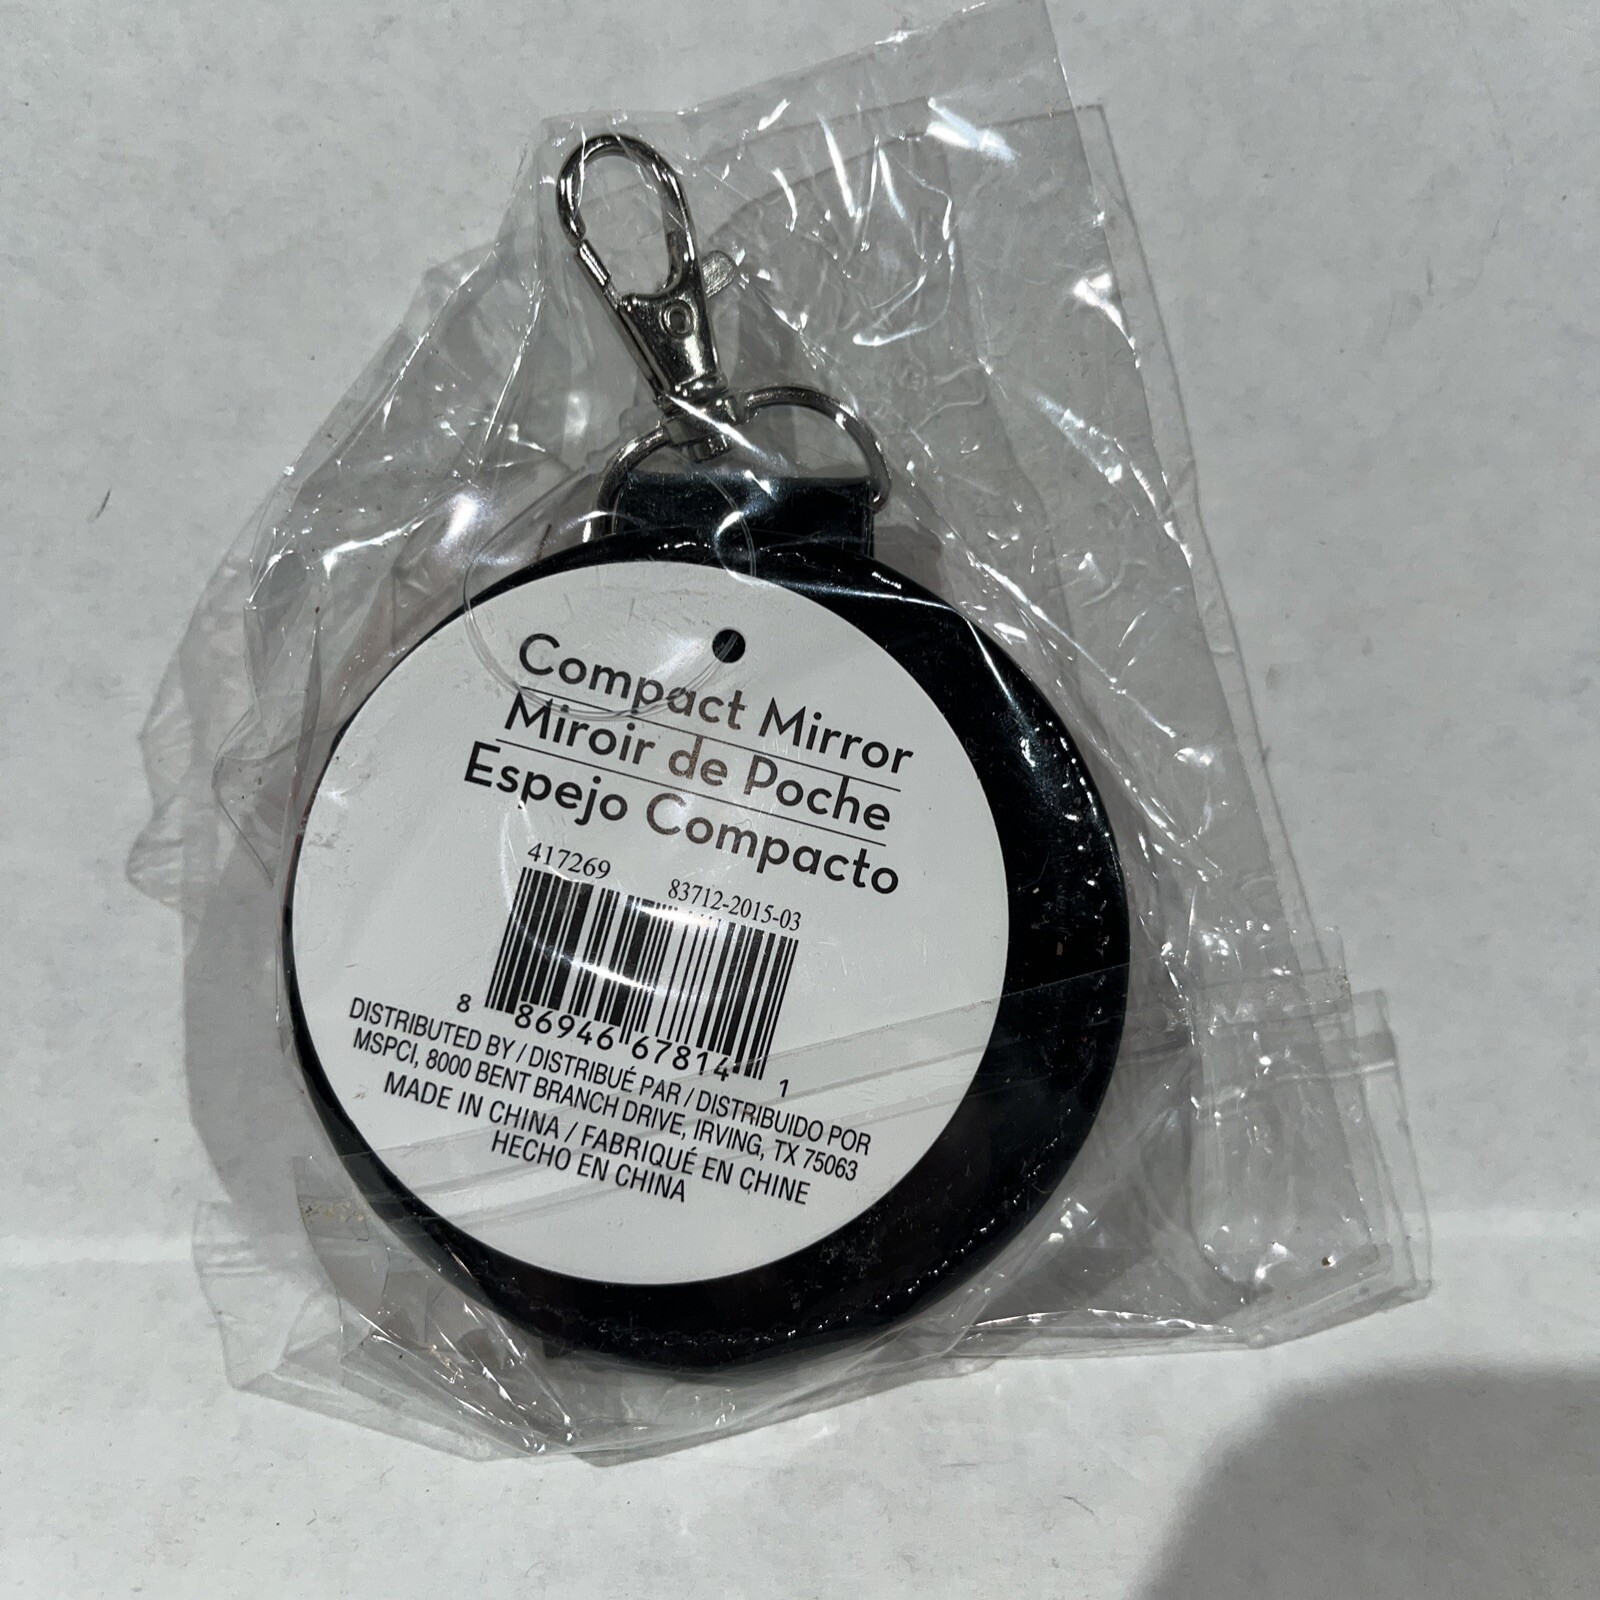 Compact Mirror
Miroir de Poche
Espejo Compacto
417269
83712-2015-03
8 86946 67814 1
DISTRIBUTED BY / DISTRIBUÉ PAR / DISTRIBUIDO POR
MSPCI, 8000 BENT BRANCH DRIVE, IRVING, TX 75063
MADE IN CHINA / FABRIQUÉ EN CHINE
HECHO EN CHINA